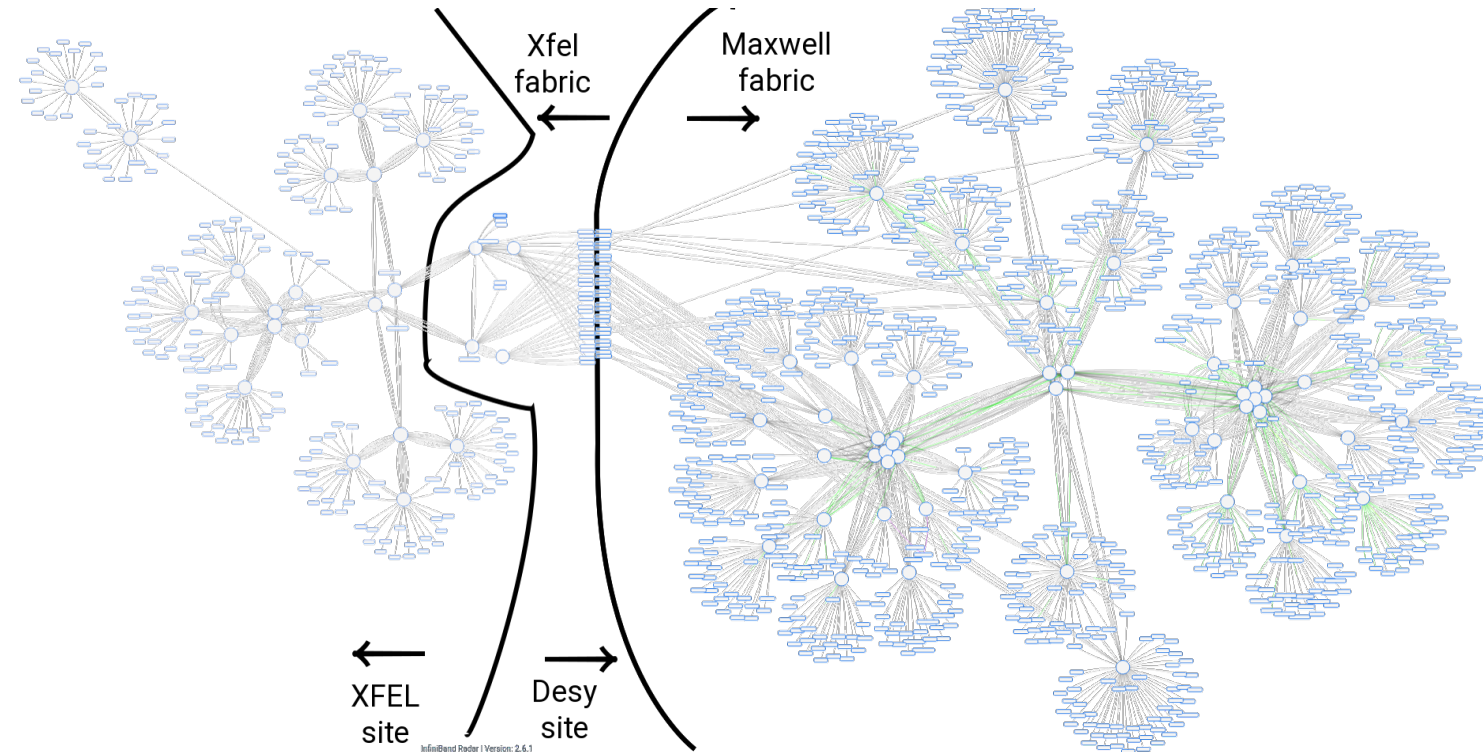 Xfel
fabric
Maxwell
fabric
XFEL
site
Desy
site
InfiniBand Radar | Version: 2.6.1